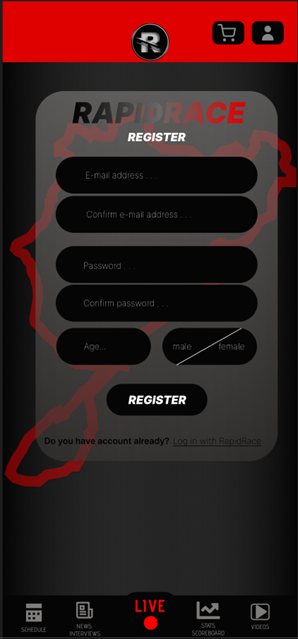 R
RAPIDRACE
REGISTER
E-mail address . . .
Confirm e-mail address . . .
Password . . .
Confirm password . . .
Age...
male female
REGISTER
Do you have account already? Log in with RapidRace
SCHEDULE
NEWS
INTERVIEWS
LIVE
STATS
SCOREBOARD
VIDEOS